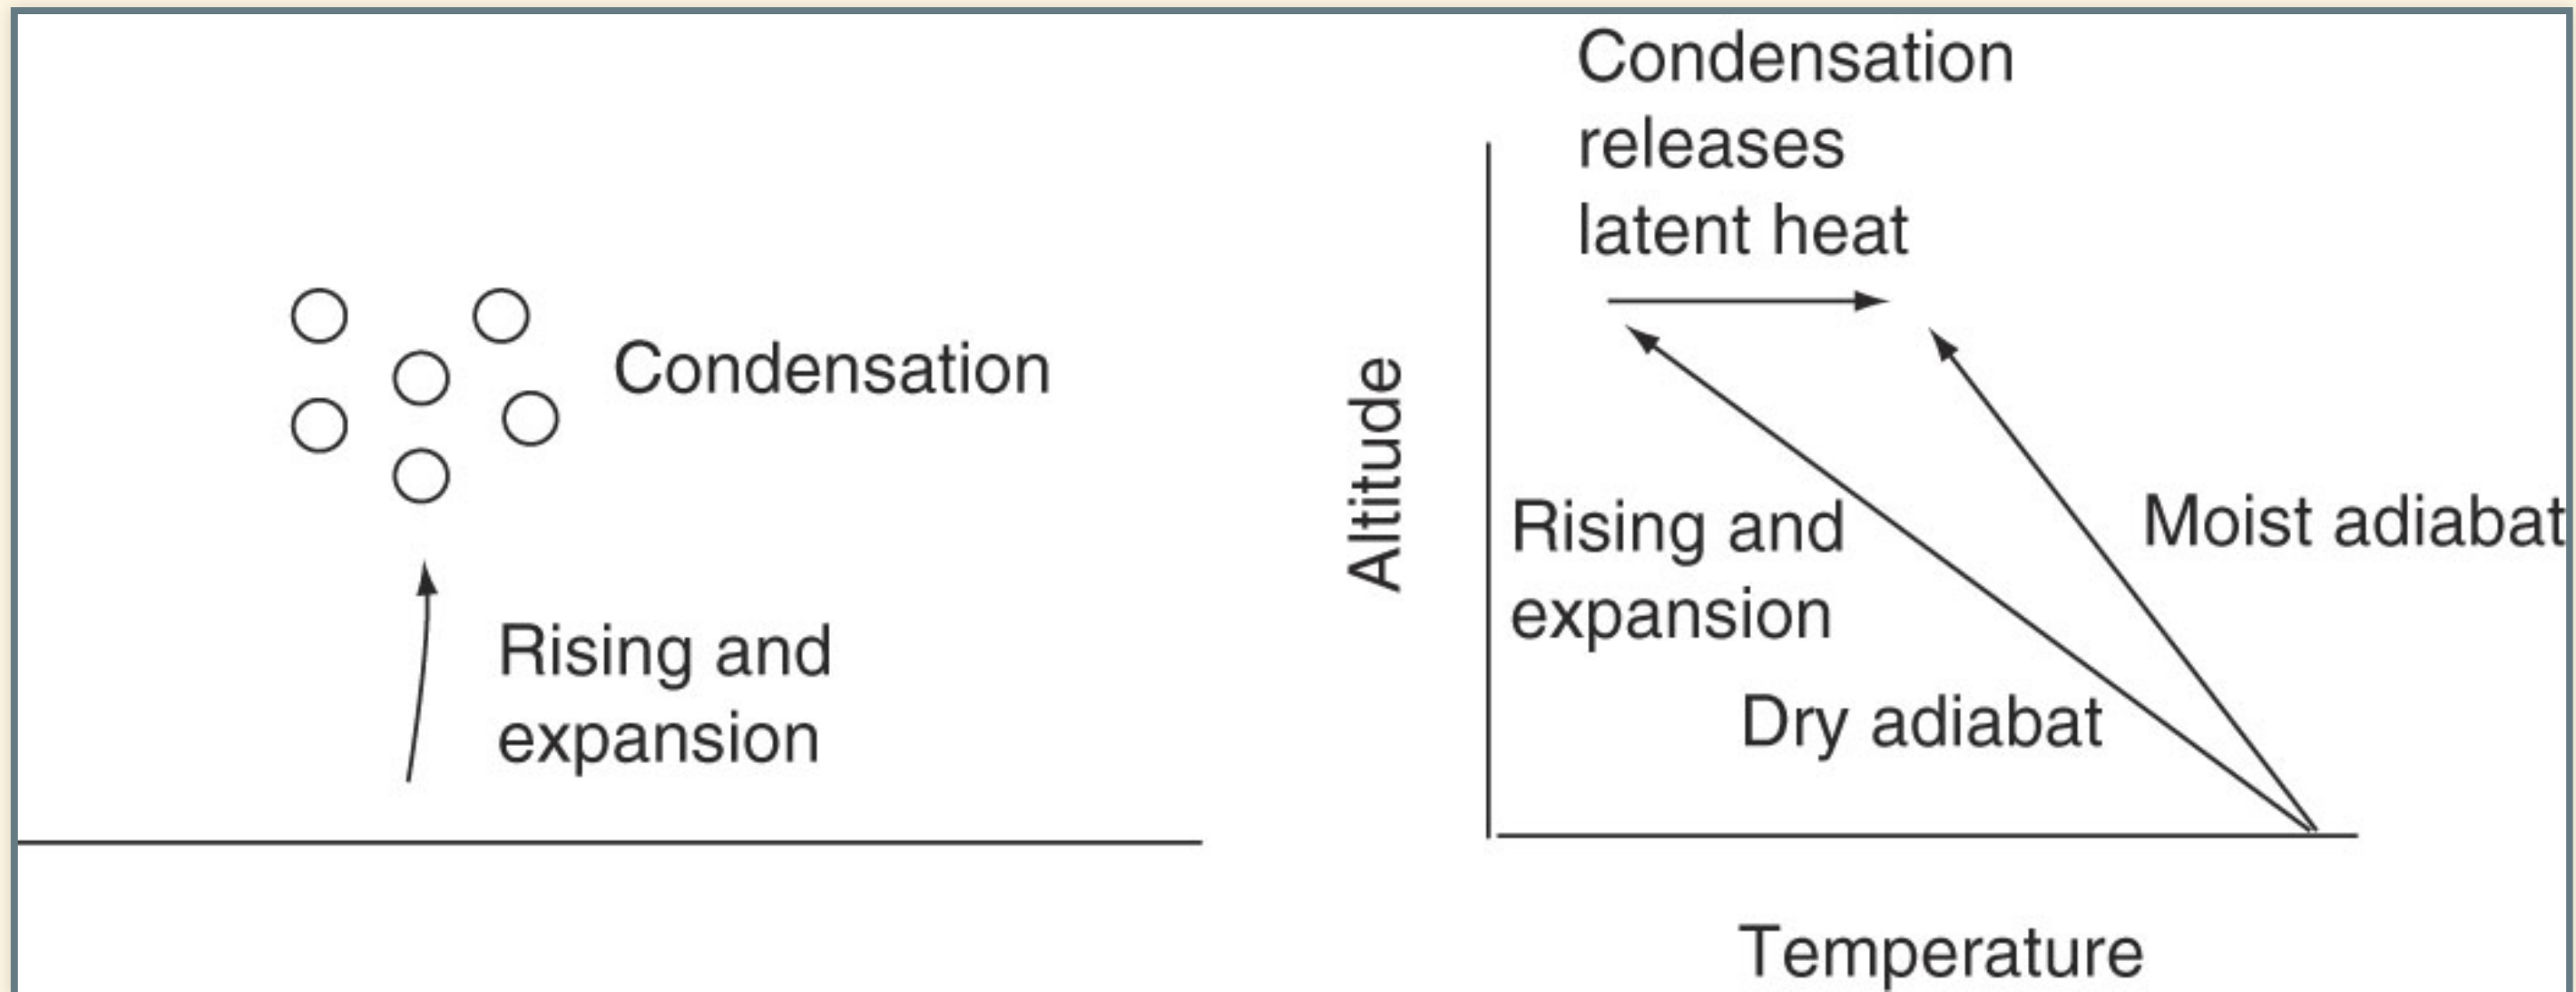 Condensation
Rising and
expansion
Condensation
releases
latent heat
Altitude
Rising and
expansion
Moist adiabat
Dry adiabat
Temperature